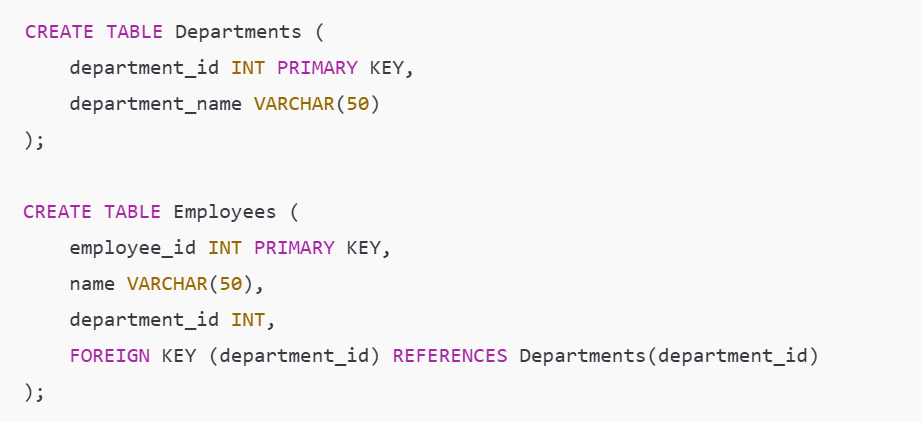 CREATE TABLE Departments (
    department_id INT PRIMARY KEY,
    department_name VARCHAR(50)
);

CREATE TABLE Employees (
    employee_id INT PRIMARY KEY,
    name VARCHAR(50),
    department_id INT,
    FOREIGN KEY (department_id) REFERENCES Departments(department_id)
);